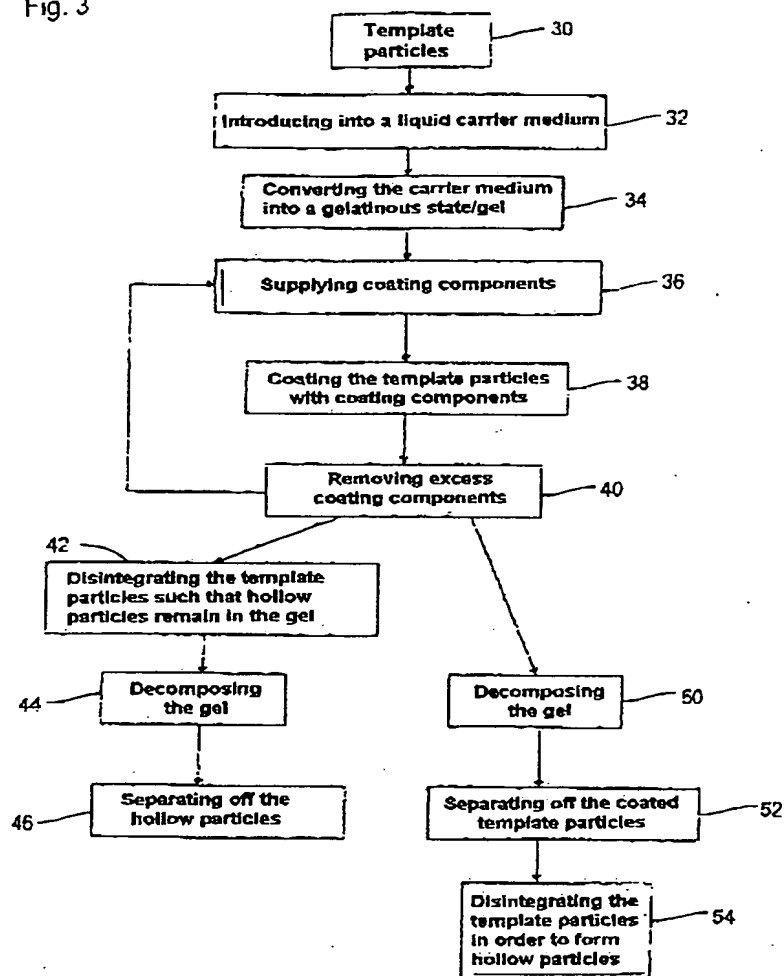 Fig. 3
Template
particles
30
Introducing into a liquid carrier medium
32
Converting the carrier medium
into a gelatinous state/gel
34
Supplying coating components
36
Coating the template particles
with coating components
38
Removing excess
coating components
40
42
Disintegrating the template
particles such that hollow
particles remain in the gel
44
Decomposing
the gel
46
Separating off the
hollow particles
Decomposing
the gel
50
Separating off the coated
template particles
52
Disintegrating the
template particles
in order to form
hollow particles
54